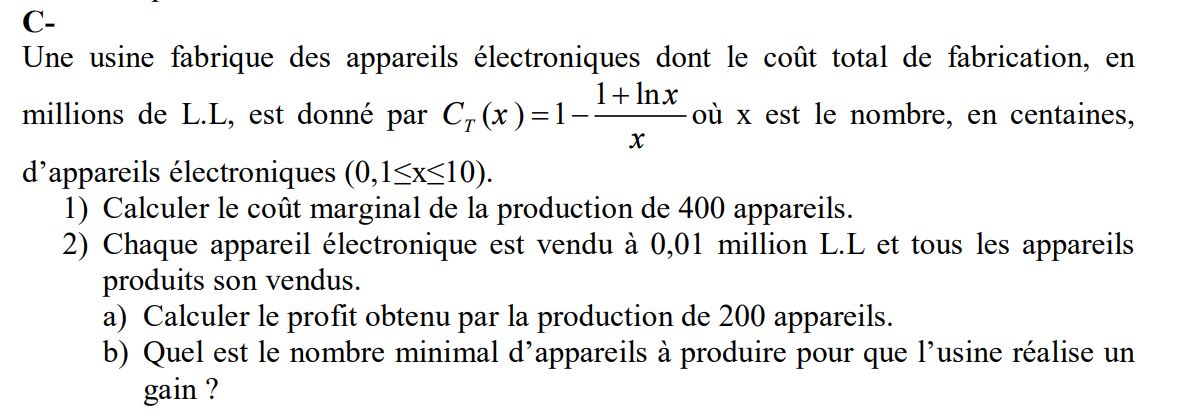 C-
Une usine fabrique des appareils électroniques dont le coût total de fabrication, en
millions de L.L, est donné par C_T(x)=1-\frac{1+\ln x}{x} où x est le nombre, en centaines,
d’appareils électroniques (0,1≤x≤10).
1) Calculer le coût marginal de la production de 400 appareils.
2) Chaque appareil électronique est vendu à 0,01 million L.L et tous les appareils
produits son vendus.
a) Calculer le profit obtenu par la production de 200 appareils.
b) Quel est le nombre minimal d’appareils à produire pour que l’usine réalise un
gain ?